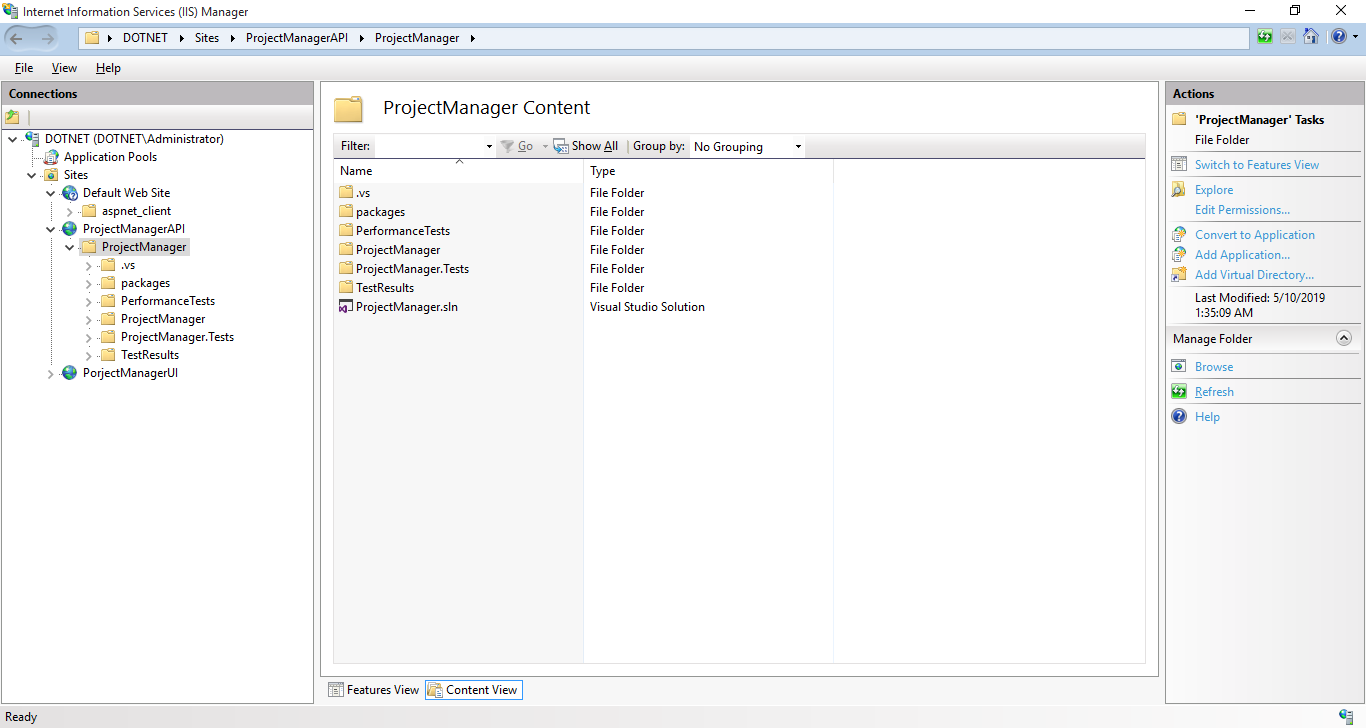 Internet Information Services (IIS) Manager
DOTNET Sites ProjectManagerAPI ProjectManager
File View Help
Connections
DOTNET (DOTNET\Administrator)
Application Pools
Sites
Default Web Site
aspnet_client
ProjectManagerAPI
ProjectManager
.vs
packages
PerformanceTests
ProjectManager
ProjectManager.Tests
TestResults
PorjectManagerUI
ProjectManager Content
Filter: Go Show All Group by: No Grouping
Name Type
.vs File Folder
packages File Folder
PerformanceTests File Folder
ProjectManager File Folder
ProjectManager.Tests File Folder
TestResults File Folder
ProjectManager.sln Visual Studio Solution
Features View Content View
Actions
'ProjectManager' Tasks
File Folder
Switch to Features View
Explore
Edit Permissions...
Convert to Application
Add Application...
Add Virtual Directory...
Last Modified: 5/10/2019
1:35:09 AM
Manage Folder
Browse
Refresh
Help
Ready